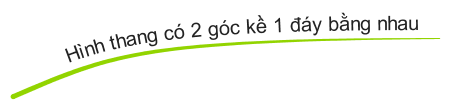 Hình thang có 2 góc kề 1 đáy bằng nhau